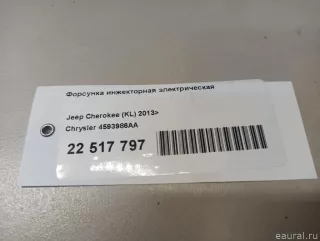 Форсунка инжекторная электрическая
Jeep Cherokee (KL) 2013>
Chrysler 4593986AA
22 517 797
eaural.ru